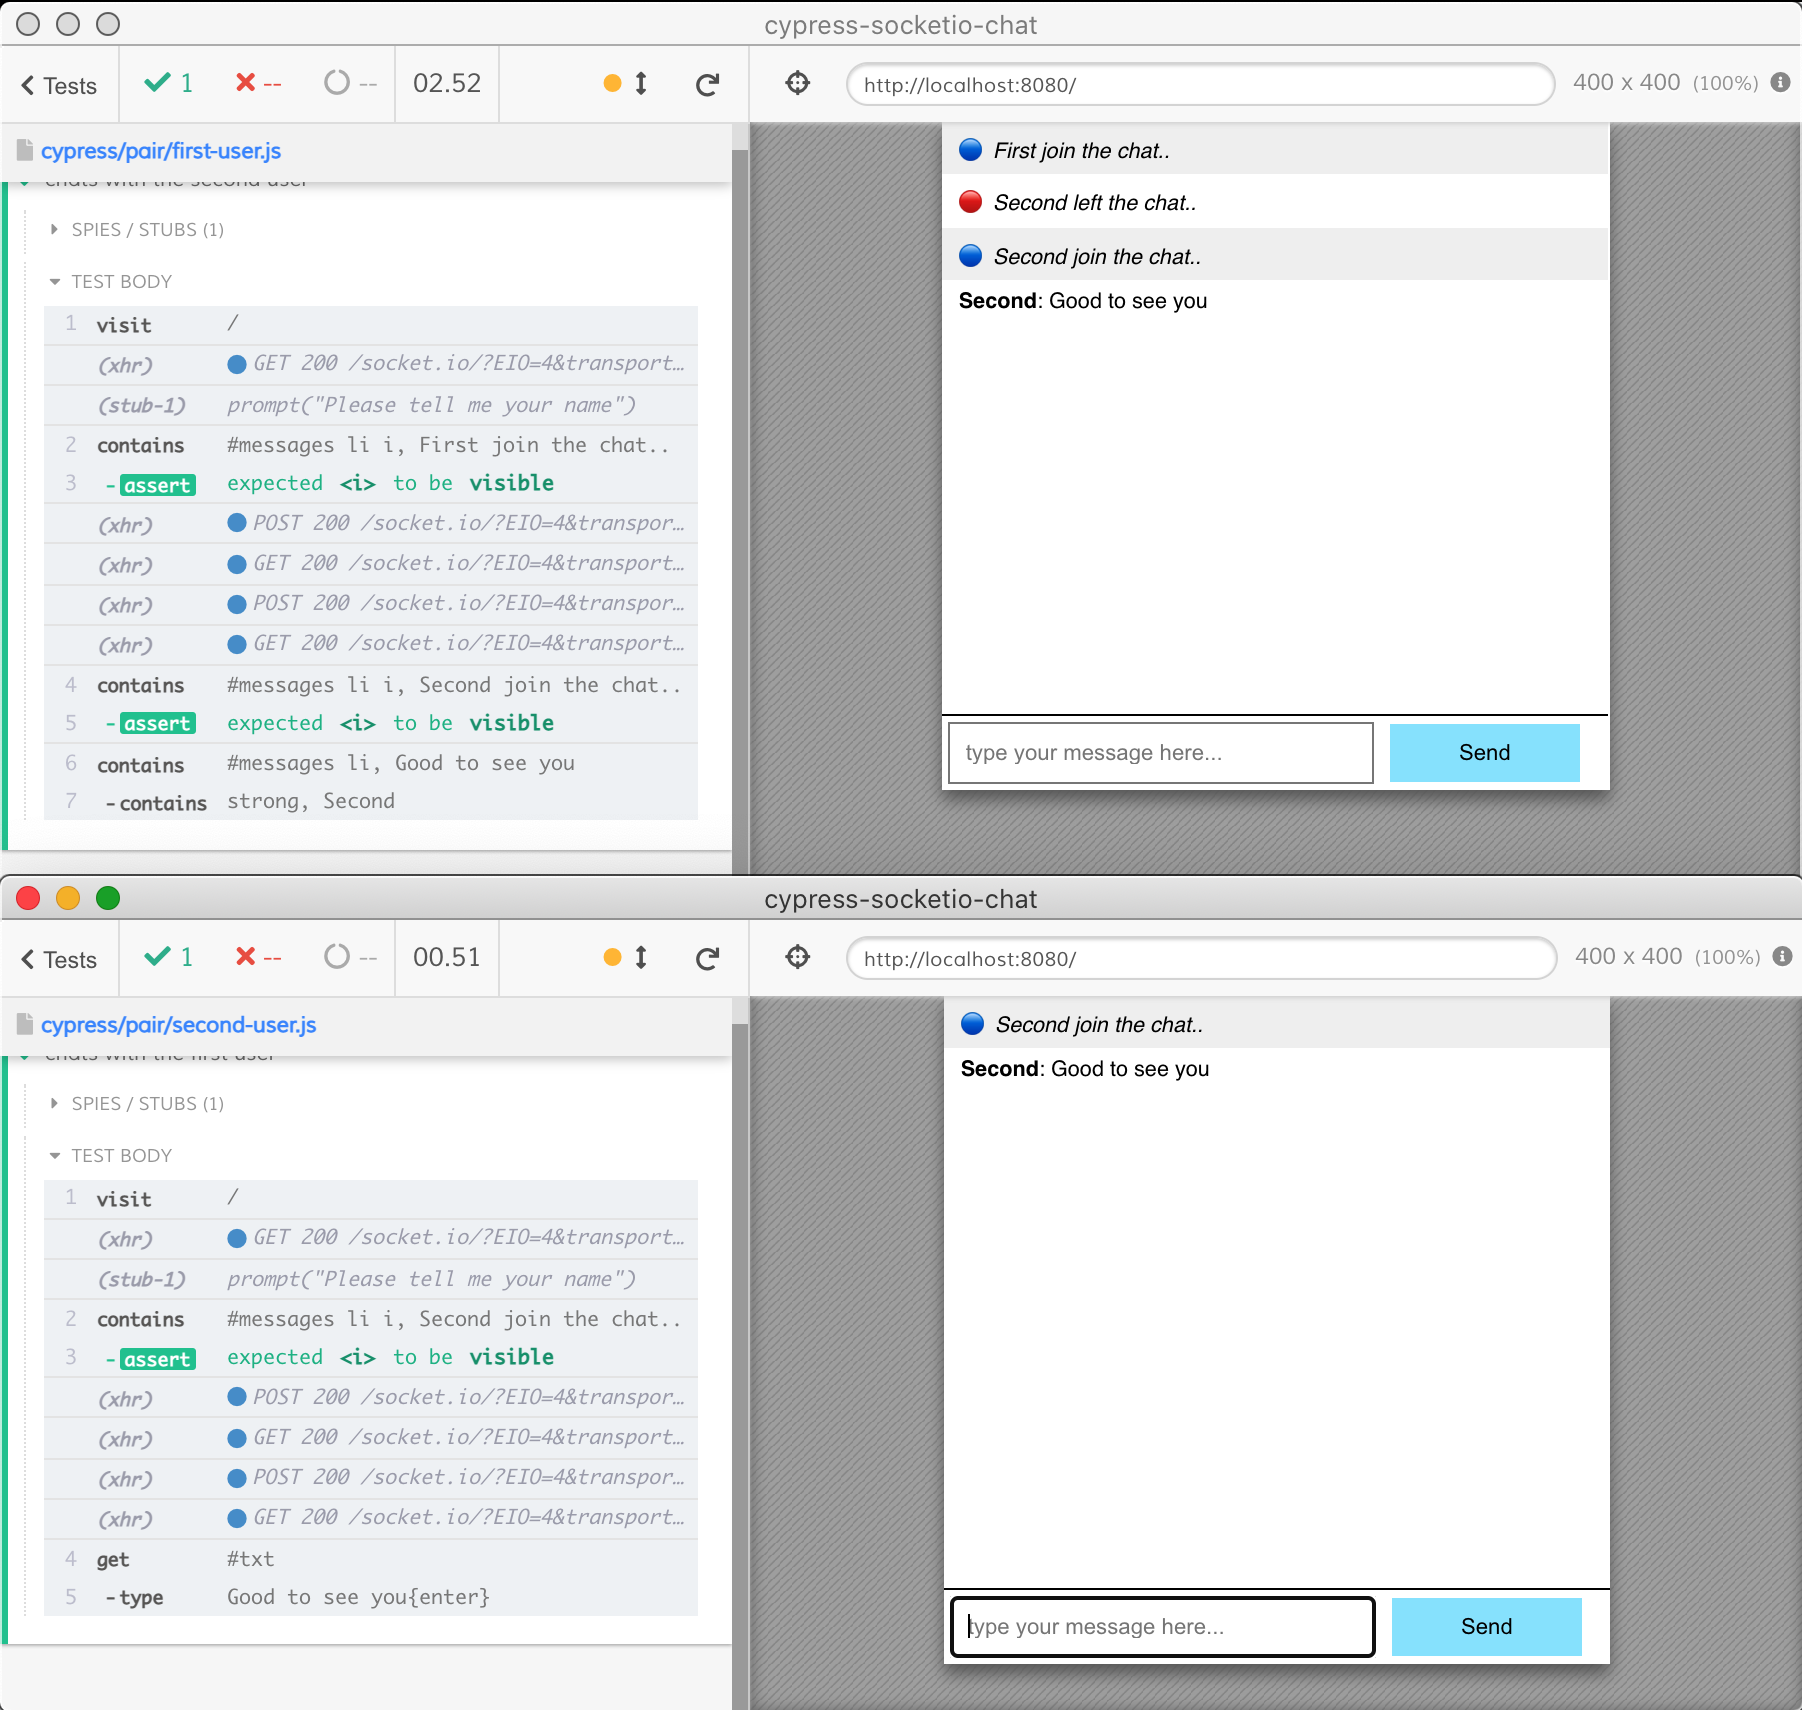 cypress-socketio-chat
Tests 1 -- -- 02.52 http://localhost:8080/ 400 x 400 (100%)
cypress/pair/first-user.js
chats with the second user
SPIES / STUBS (1)
TEST BODY
1 visit /
(xhr) GET 200 /socket.io/?EIO=4&transport…
(stub-1) prompt("Please tell me your name")
2 contains #messages li i, First join the chat..
3 -assert expected <i> to be visible
(xhr) POST 200 /socket.io/?EIO=4&transpor…
(xhr) GET 200 /socket.io/?EIO=4&transport…
(xhr) POST 200 /socket.io/?EIO=4&transpor…
(xhr) GET 200 /socket.io/?EIO=4&transport…
4 contains #messages li i, Second join the chat..
5 -assert expected <i> to be visible
6 contains #messages li, Good to see you
7 -contains strong, Second
First join the chat..
Second left the chat..
Second join the chat..
Second: Good to see you
type your message here...
Send
cypress-socketio-chat
Tests 1 -- -- 00.51 http://localhost:8080/ 400 x 400 (100%)
cypress/pair/second-user.js
chats with the first user
SPIES / STUBS (1)
TEST BODY
1 visit /
(xhr) GET 200 /socket.io/?EIO=4&transport…
(stub-1) prompt("Please tell me your name")
2 contains #messages li i, Second join the chat..
3 -assert expected <i> to be visible
(xhr) POST 200 /socket.io/?EIO=4&transpor…
(xhr) GET 200 /socket.io/?EIO=4&transport…
(xhr) POST 200 /socket.io/?EIO=4&transpor…
(xhr) GET 200 /socket.io/?EIO=4&transport…
4 get #txt
5 -type Good to see you{enter}
Second join the chat..
Second: Good to see you
type your message here...
Send